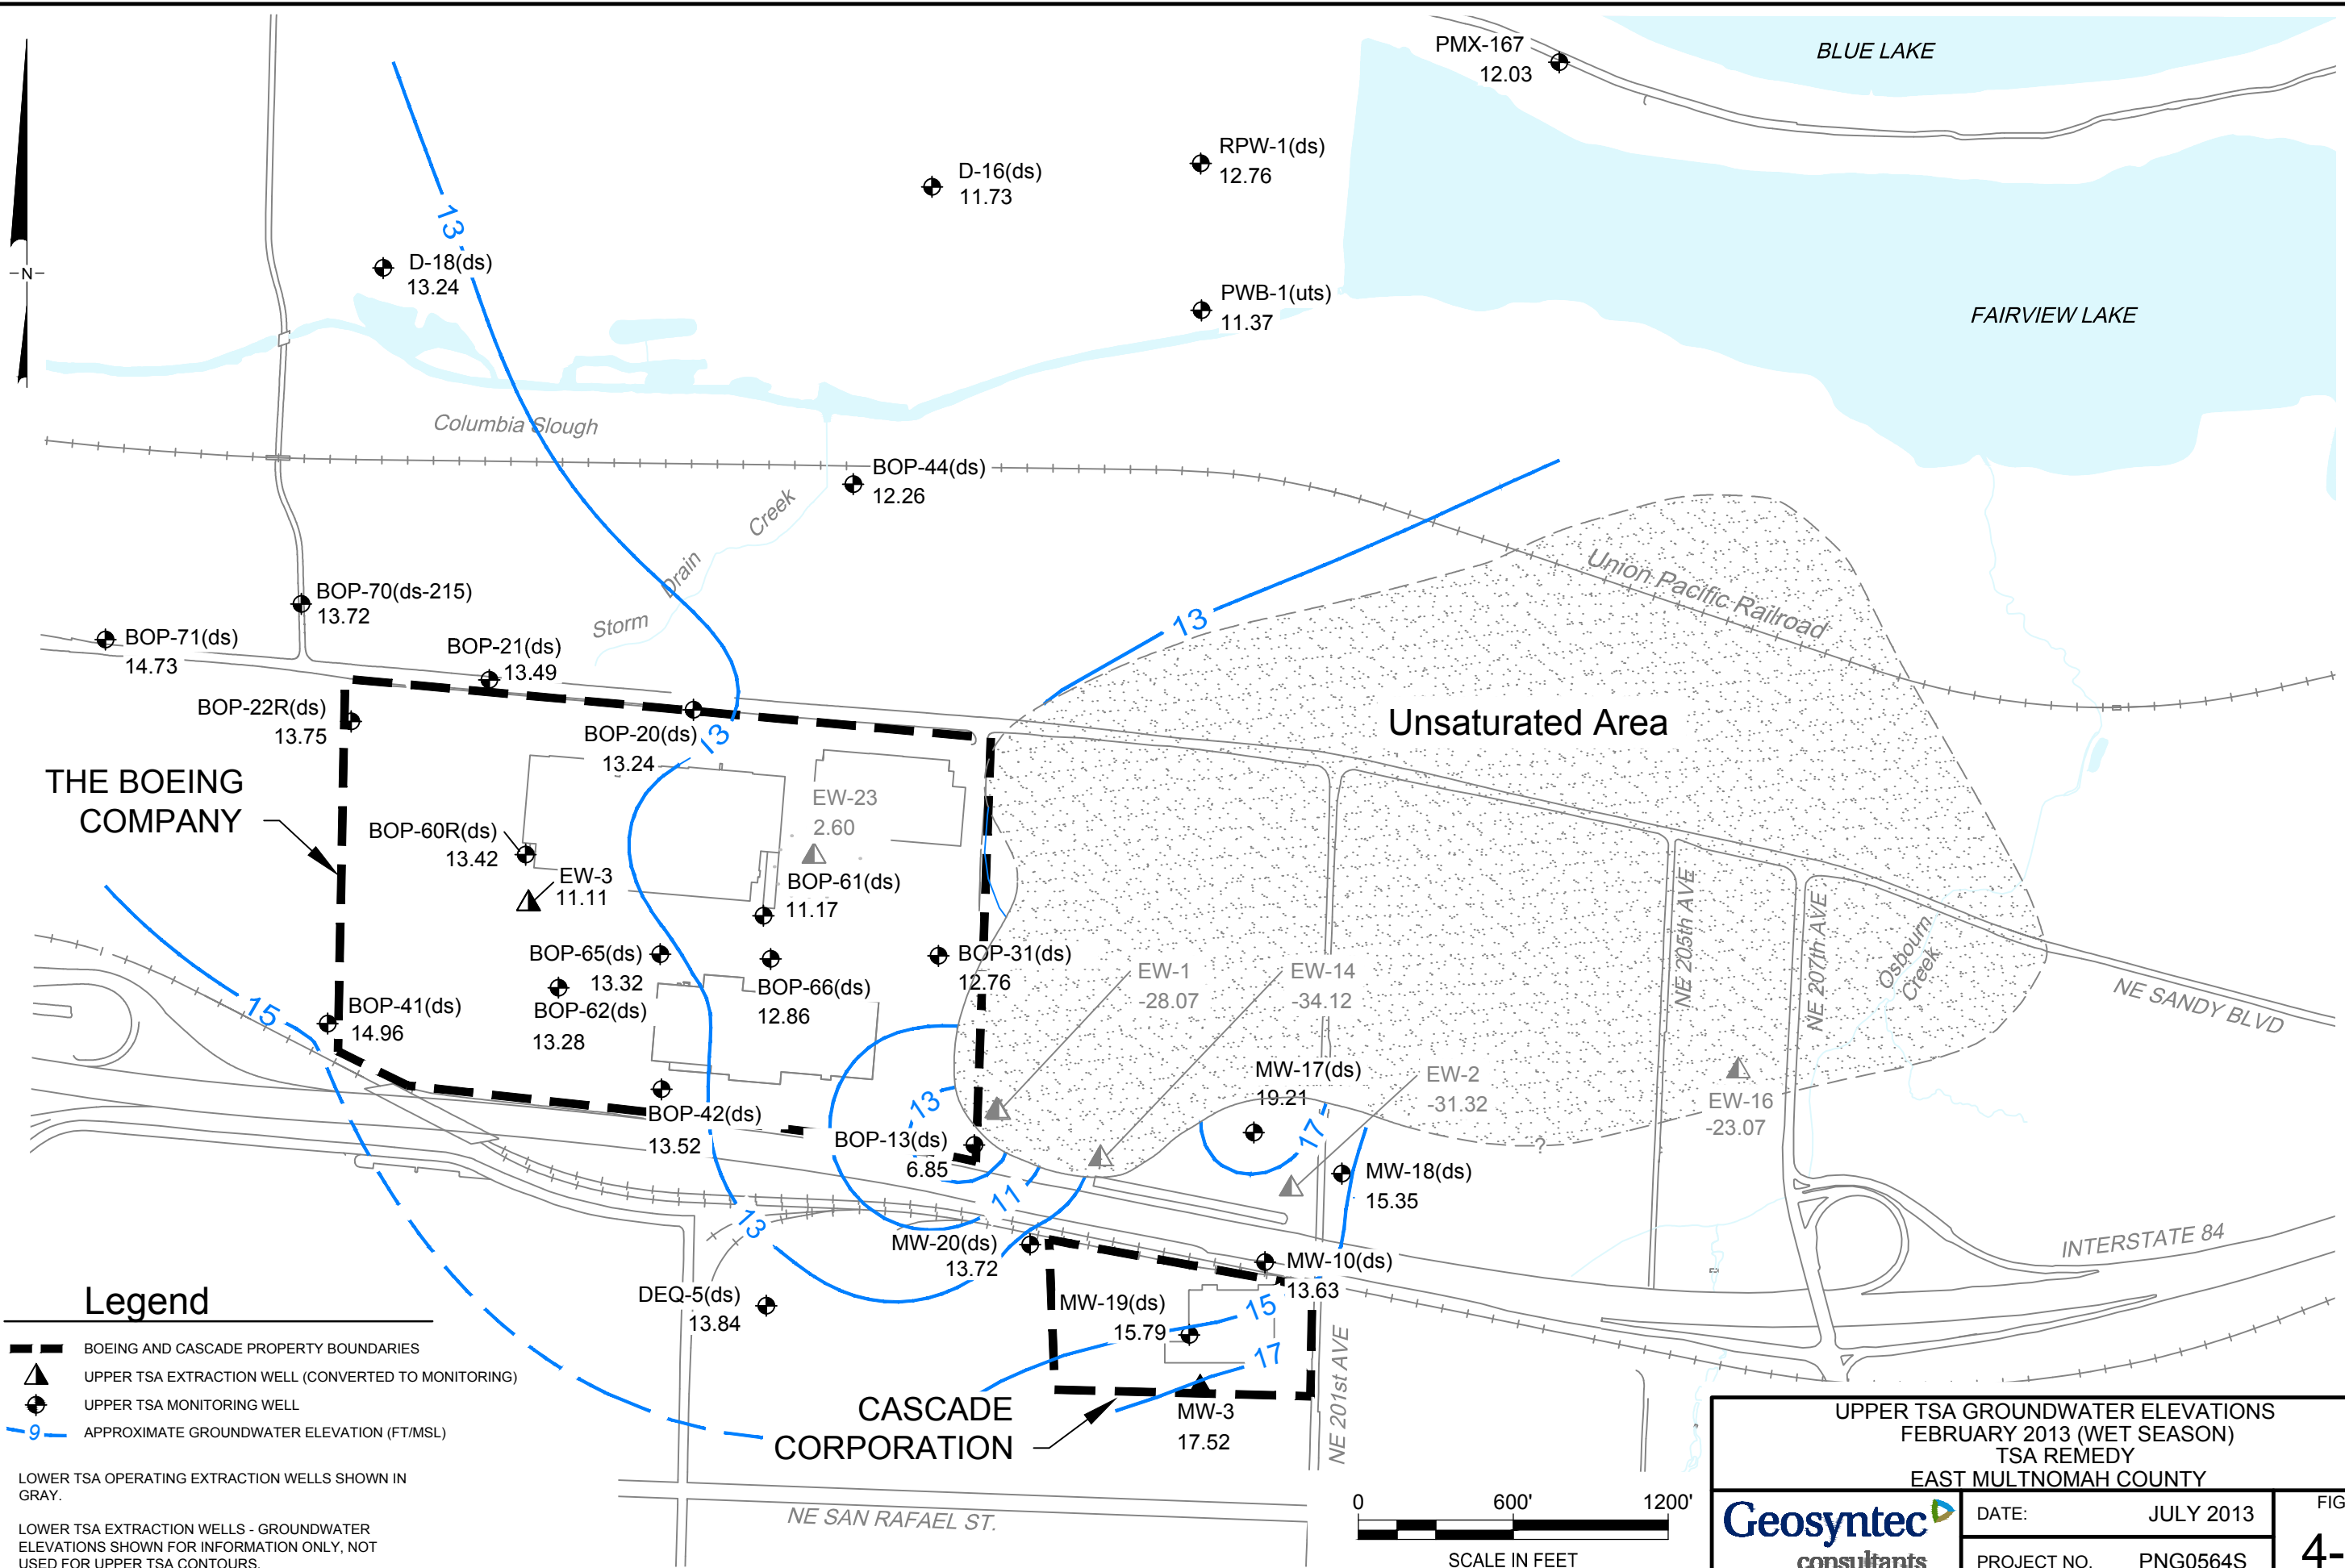 PMX-167
12.03
BLUE LAKE
RPW-1(ds)
12.76
D-16(ds)
11.73
13
D-18(ds)
13.24
-N-
PWB-1(uts)
11.37
FAIRVIEW LAKE
Columbia Slough
BOP-44(ds)
12.26
Storm Drain Creek
Union Pacific Railroad
BOP-70(ds-215)
13.72
13
BOP-71(ds)
14.73
BOP-21(ds)
13.49
BOP-22R(ds)
13.75
Unsaturated Area
BOP-20(ds)
13.24
13
THE BOEING
COMPANY
EW-23
2.60
BOP-60R(ds)
13.42
EW-3
11.11
BOP-61(ds)
11.17
BOP-65(ds)
13.32
BOP-31(ds)
12.76
BOP-66(ds)
12.86
BOP-62(ds)
13.28
EW-1
-28.07
EW-14
-34.12
NE 205th AVE
NE 207th AVE
Osbourn
Creek
NE SANDY BLVD
15
BOP-41(ds)
14.96
MW-17(ds)
19.21
EW-2
-31.32
EW-16
-23.07
13
BOP-42(ds)
13.52
BOP-13(ds)
6.85
17
?
MW-18(ds)
15.35
11
13
MW-20(ds)
13.72
MW-10(ds)
13.63
INTERSTATE 84
DEQ-5(ds)
13.84
MW-19(ds)
15.79
15
17
NE 201st AVE
CASCADE
CORPORATION
MW-3
17.52
NE SAN RAFAEL ST.
Legend
BOEING AND CASCADE PROPERTY BOUNDARIES
UPPER TSA EXTRACTION WELL (CONVERTED TO MONITORING)
UPPER TSA MONITORING WELL
9 APPROXIMATE GROUNDWATER ELEVATION (FT/MSL)
LOWER TSA OPERATING EXTRACTION WELLS SHOWN IN
GRAY.
LOWER TSA EXTRACTION WELLS - GROUNDWATER
ELEVATIONS SHOWN FOR INFORMATION ONLY, NOT
USED FOR UPPER TSA CONTOURS.
0 600' 1200'
SCALE IN FEET
UPPER TSA GROUNDWATER ELEVATIONS
FEBRUARY 2013 (WET SEASON)
TSA REMEDY
EAST MULTNOMAH COUNTY
Geosyntec
consultants
DATE: JULY 2013
PROJECT NO. PNG0564S
FIG
4-